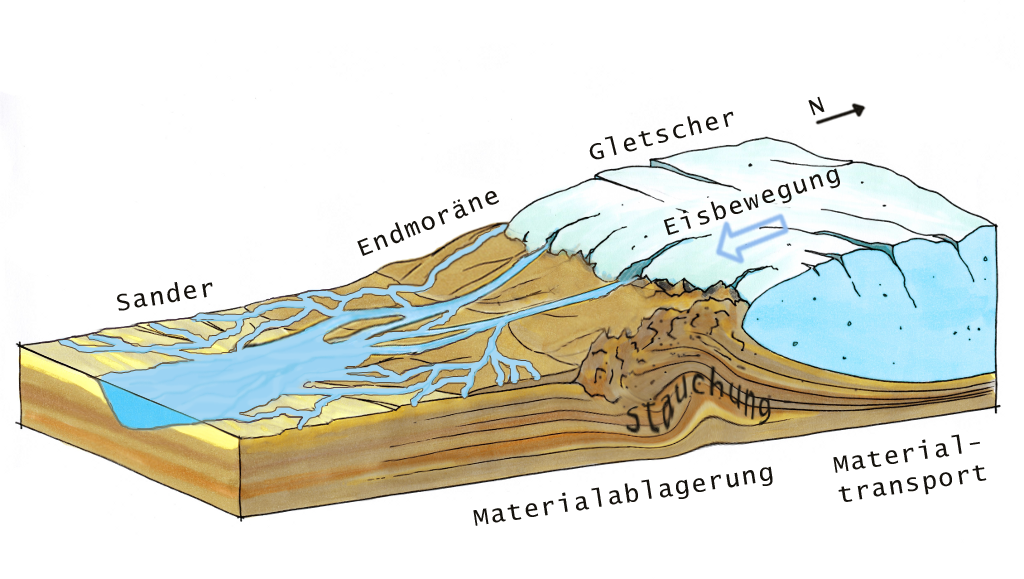 N
Gletscher
Eisbewegung
Endmoräne
Sander
stauchung
Materialablagerung
Material-
transport